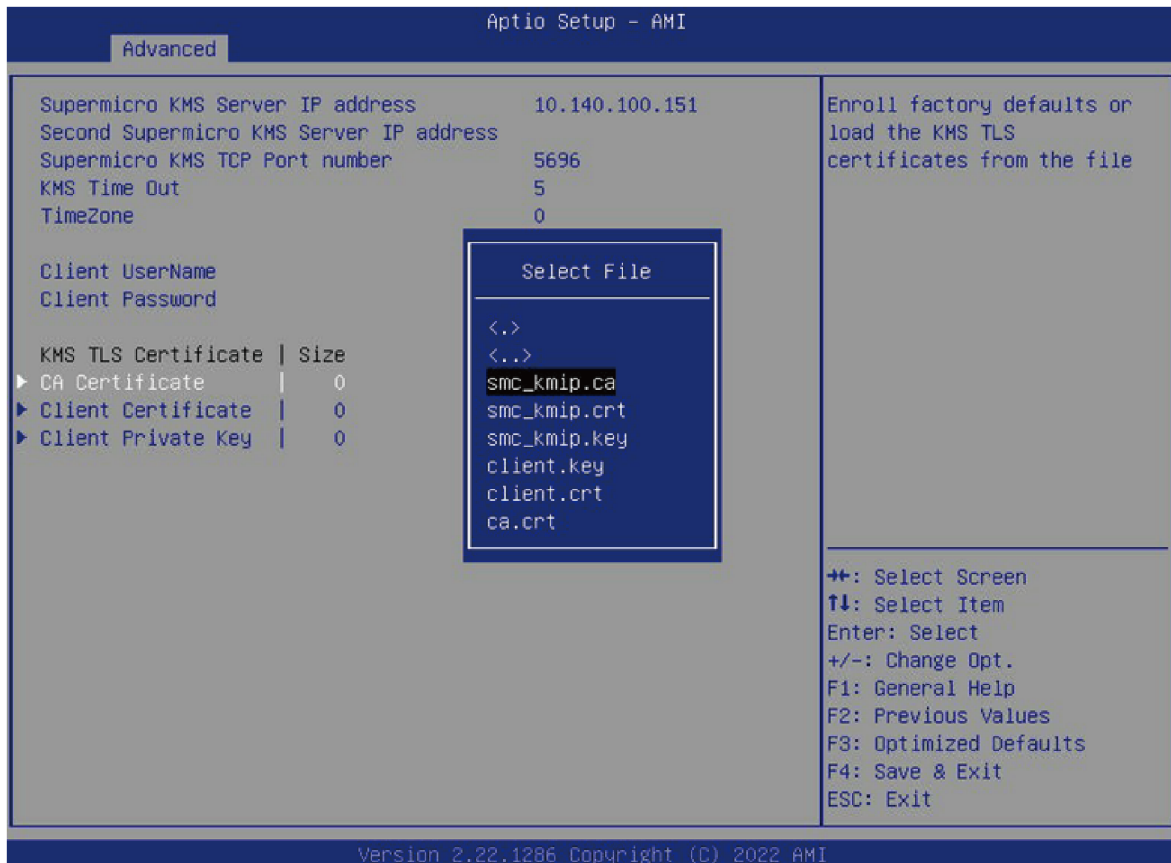 Aptio Setup – AMI
Advanced
Supermicro KMS Server IP address 10.140.100.151
Second Supermicro KMS Server IP address
Supermicro KMS TCP Port number 5696
KMS Time Out 5
TimeZone 0
Client UserName
Client Password
KMS TLS Certificate | Size
CA Certificate | 0
Client Certificate | 0
Client Private Key | 0
Select File
<.>
<..>
smc_kmip.ca
smc_kmip.crt
smc_kmip.key
client.key
client.crt
ca.crt
Enroll factory defaults or
load the KMS TLS
certificates from the file
→←: Select Screen
↑↓: Select Item
Enter: Select
+/-: Change Opt.
F1: General Help
F2: Previous Values
F3: Optimized Defaults
F4: Save & Exit
ESC: Exit
Version 2.22.1286 Copyright (C) 2022 AMI